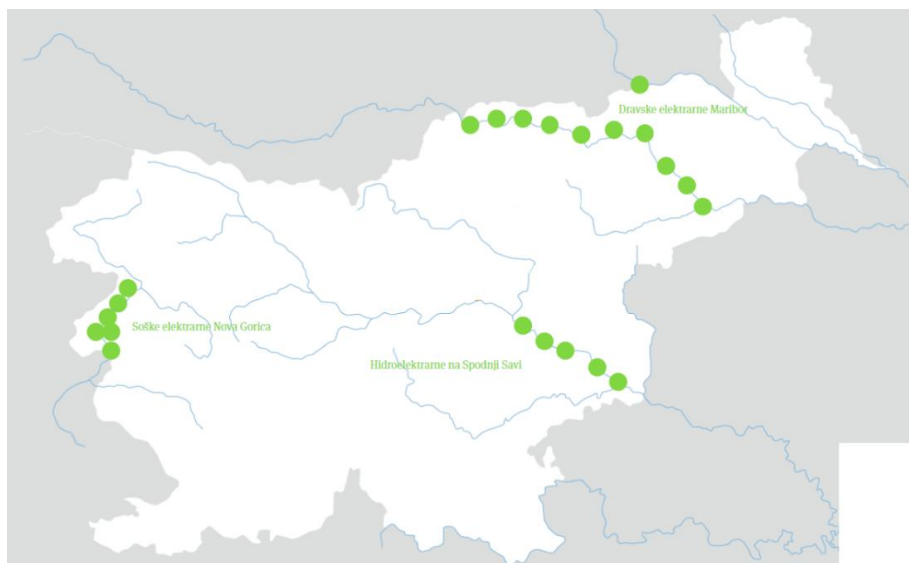 Dravske elektrarne Maribor
Soške elektrarne Nova Gorica
Hidroelektrarne na Spodnji Savi